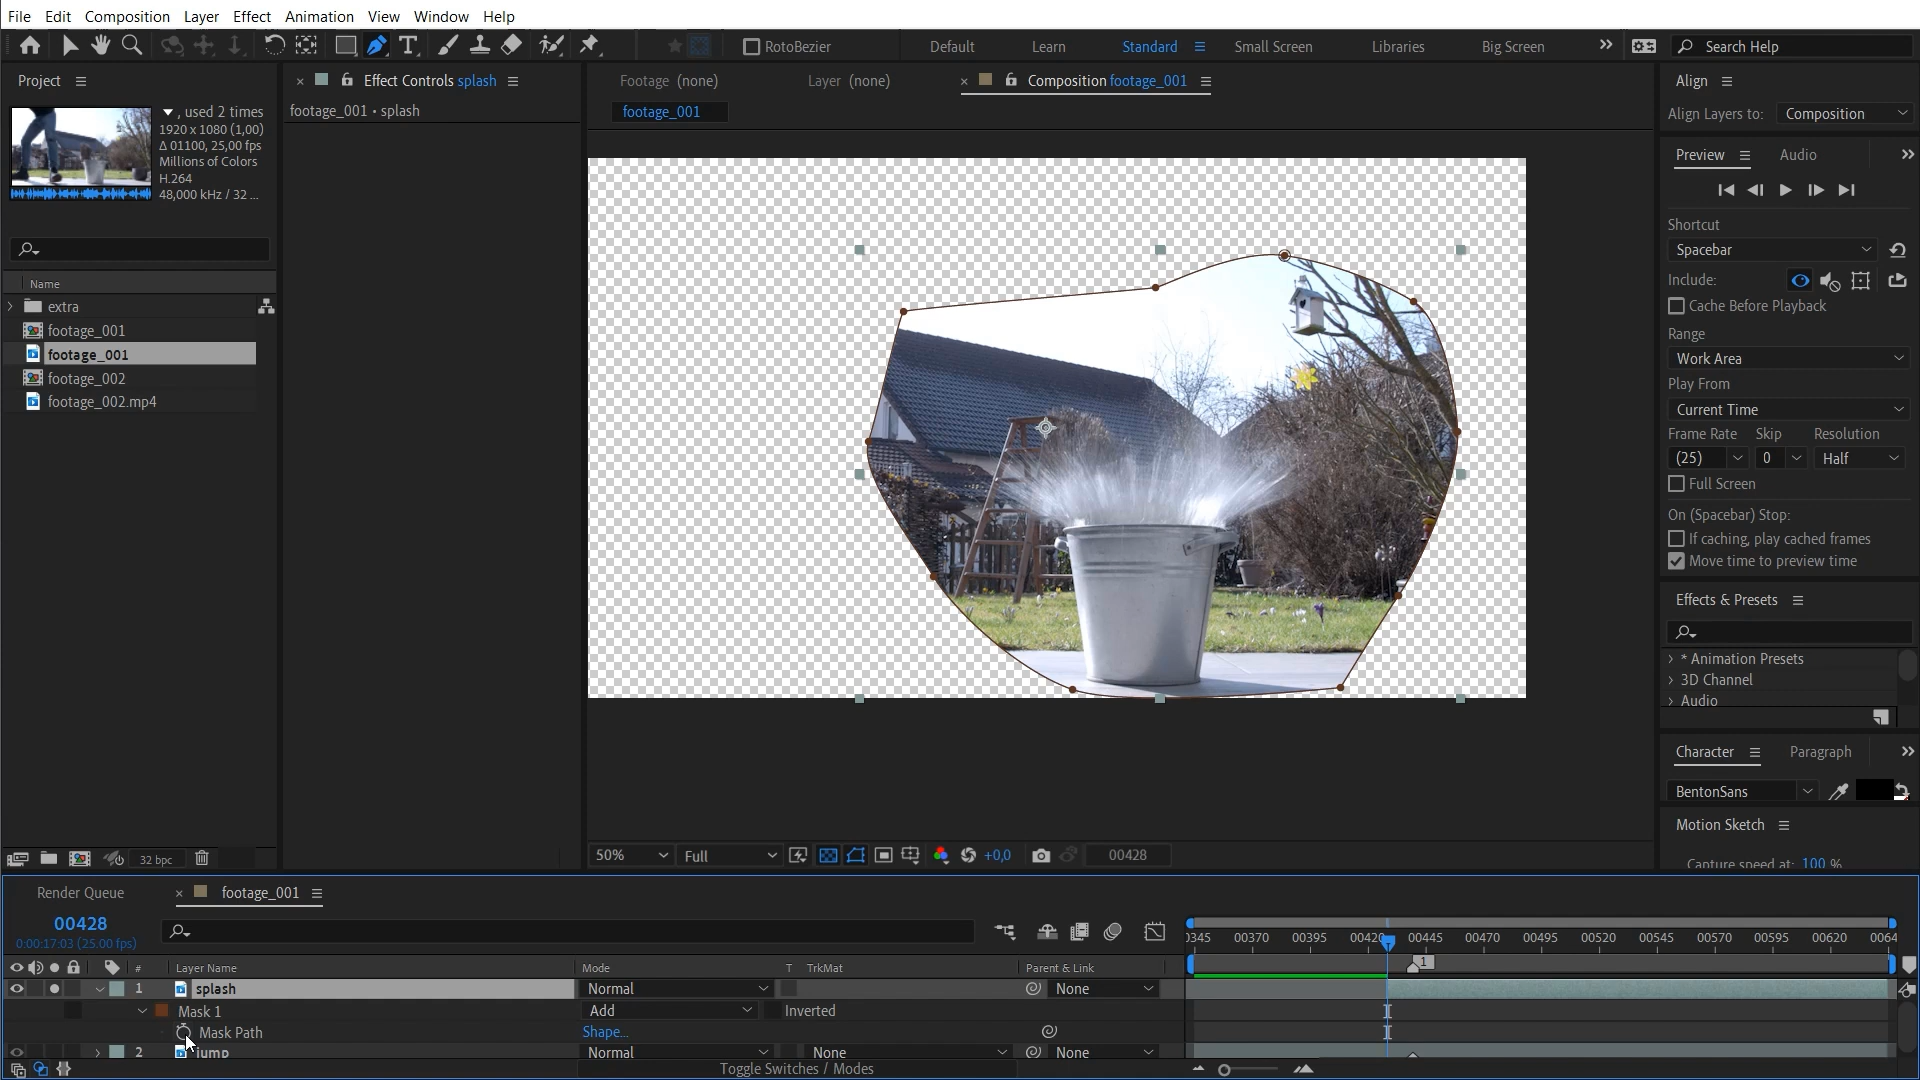 File Edit Composition Layer Effect Animation View Window Help
RotoBezier Default Learn Standard Small Screen Libraries Big Screen Search Help
Project
, used 2 times
1920 x 1080 (1,00)
Δ 01100, 25,00 fps
Millions of Colors
H.264
48,000 kHz / 32 ...
Name
extra
footage_001
footage_001
footage_002
footage_002.mp4
32 bpc
Effect Controls splash
footage_001 • splash
Footage (none) Layer (none) Composition footage_001
footage_001
50% Full +0,0 00428
Align
Align Layers to: Composition
Preview Audio
Shortcut
Spacebar
Include:
Cache Before Playback
Range
Work Area
Play From
Current Time
Frame Rate Skip Resolution
(25) 0 Half
Full Screen
On (Spacebar) Stop:
If caching, play cached frames
Move time to preview time
Effects & Presets
* Animation Presets
3D Channel
Audio
Character Paragraph
BentonSans
Motion Sketch
Capture speed at: 100 %
Render Queue footage_001
00428
0:00:17:03 (25.00 fps)
0345 00370 00395 00420 00445 00470 00495 00520 00545 00570 00595 00620 0064
# Layer Name Mode T TrkMat Parent & Link
1
1 splash Normal None
Mask 1 Add Inverted
Mask Path Shape...
2 jump Normal None None
Toggle Switches / Modes